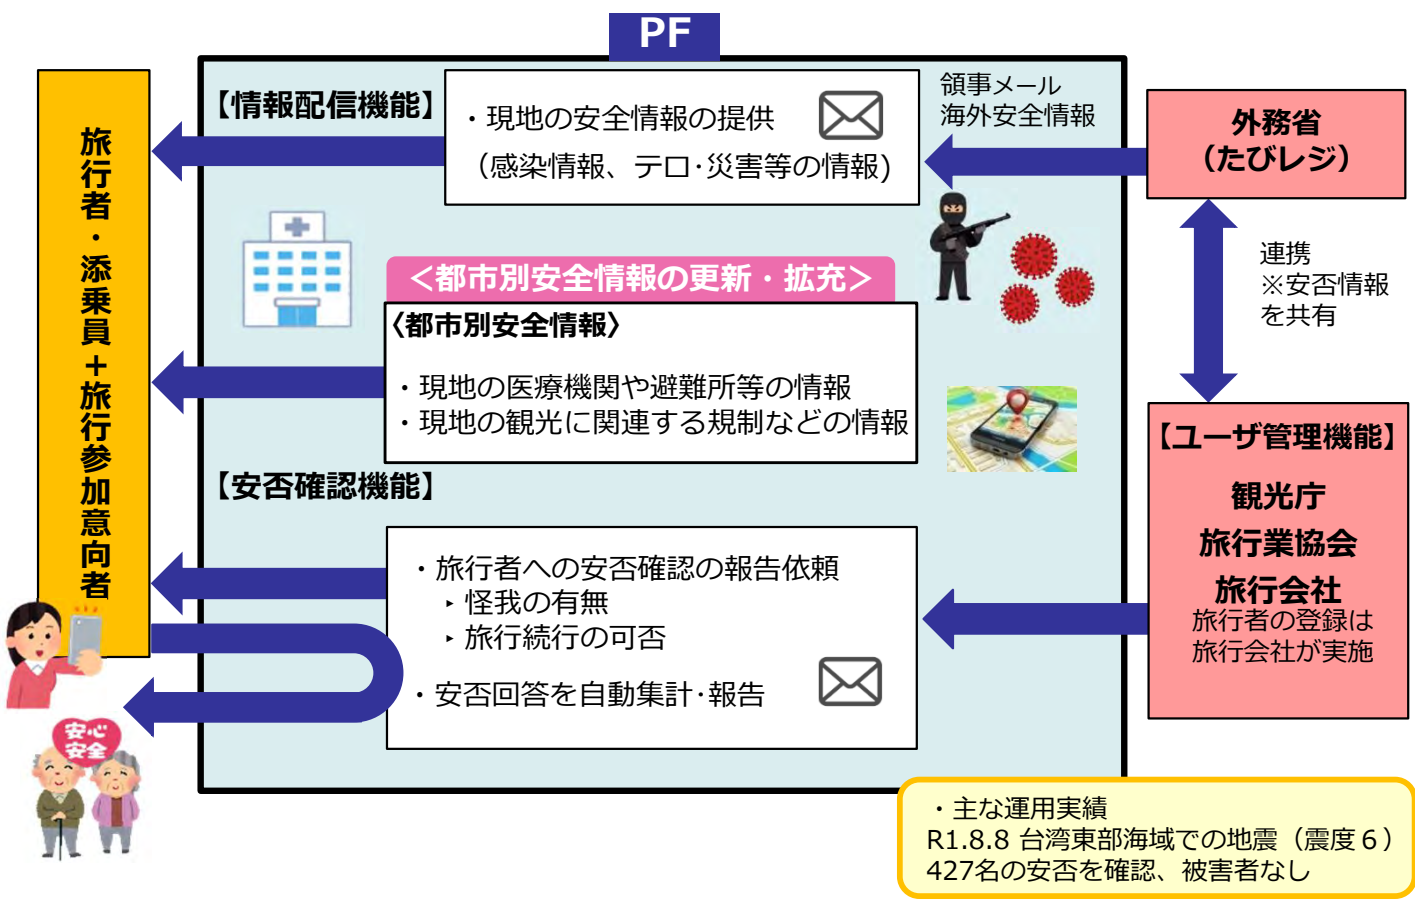 PF
旅行者・添乗員＋旅行参加意向者
【情報配信機能】
・現地の安全情報の提供
（感染情報、テロ･災害等の情報)
領事メール
海外安全情報
外務省
（たびレジ）
連携
※安否情報
を共有
＜都市別安全情報の更新・拡充＞
〈都市別安全情報〉
・現地の医療機関や避難所等の情報
・現地の観光に関連する規制などの情報
【安否確認機能】
・旅行者への安否確認の報告依頼
‣ 怪我の有無
‣ 旅行続行の可否
・安否回答を自動集計･報告
【ユーザ管理機能】
観光庁
旅行業協会
旅行会社
旅行者の登録は
旅行会社が実施
安心
安全
・主な運用実績
R1.8.8 台湾東部海域での地震（震度６）
427名の安否を確認、被害者なし